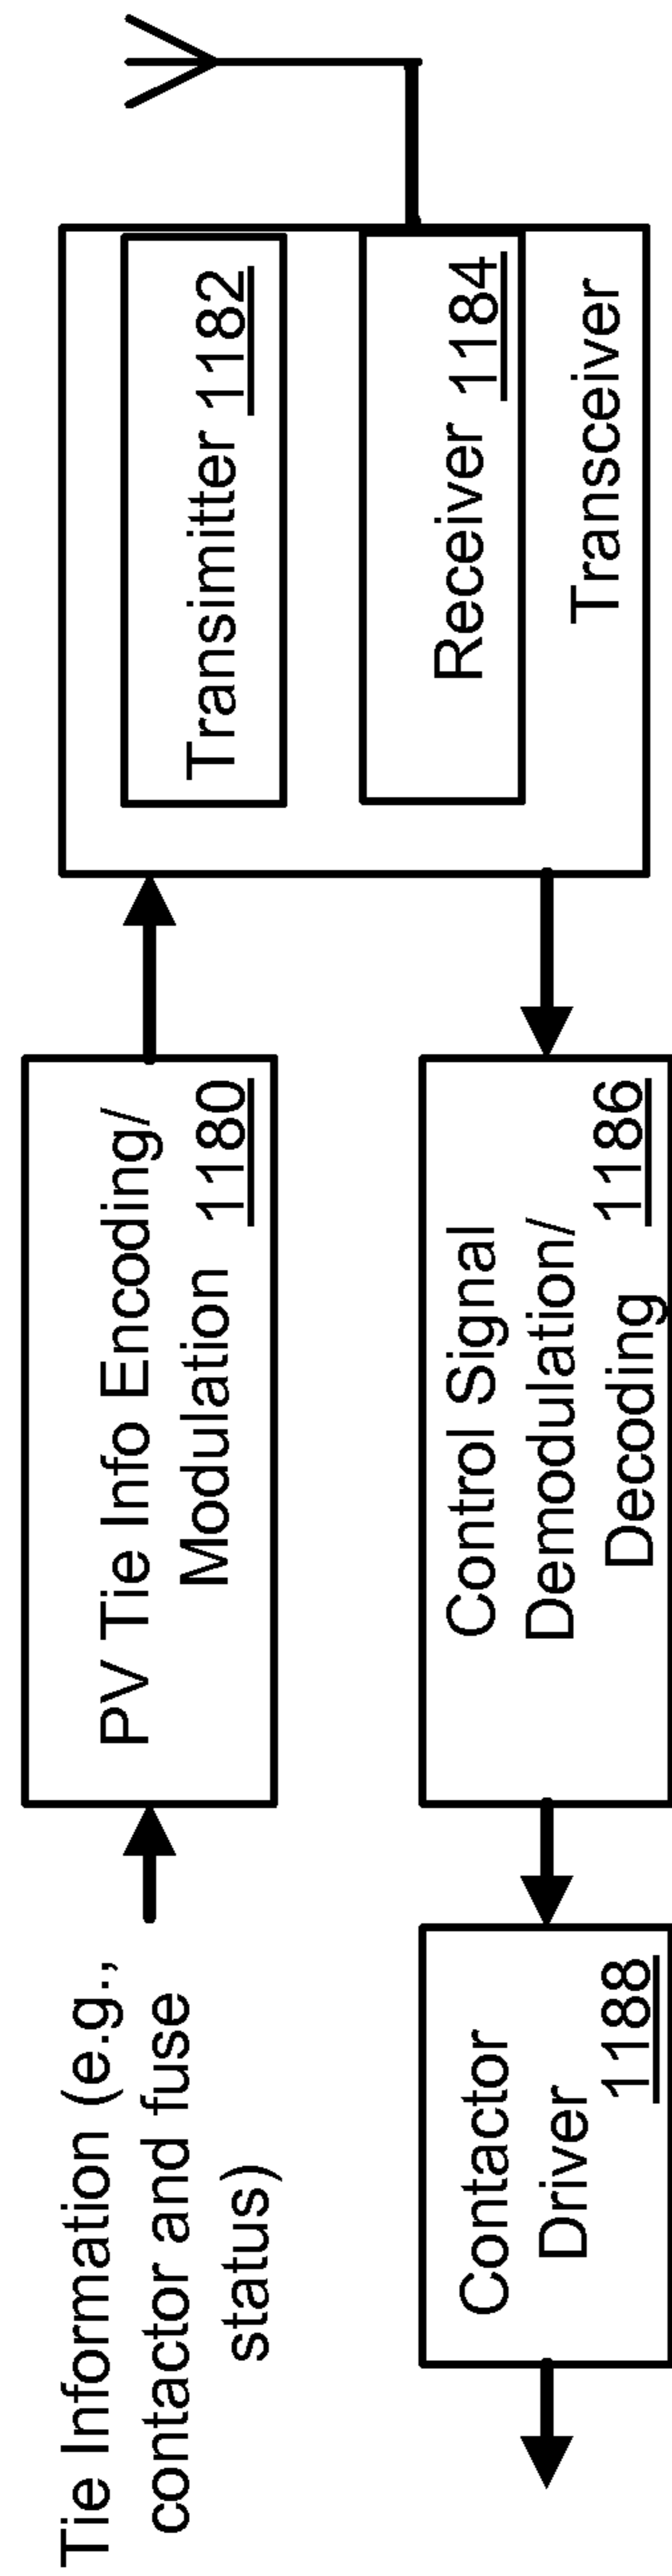 Tie Information (e.g.,
contactor and fuse
status)
PV Tie Info Encoding/
Modulation 1180
Transimitter 1182
Receiver 1184
Transceiver
Control Signal
Demodulation/
Decoding 1186
Contactor
Driver
1188